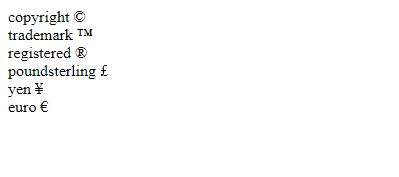 copyright ©
trademark ™
registered ®
poundsterling £
yen ¥
euro €